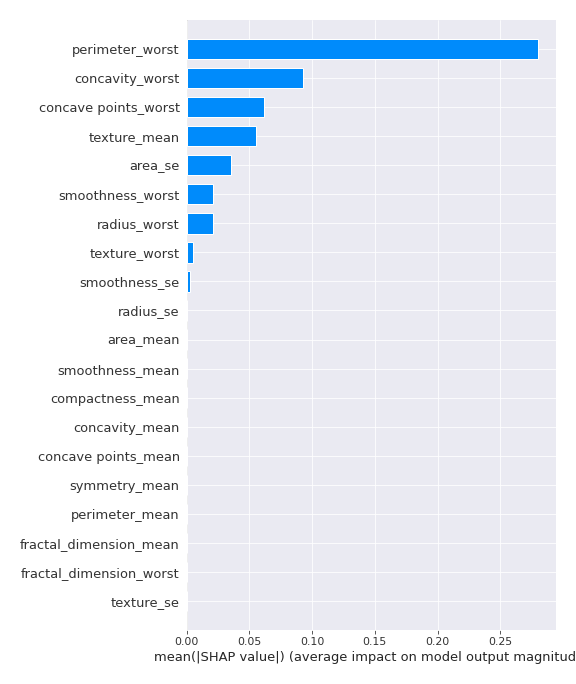 perimeter_worst
concavity_worst
concave points_worst
texture_mean
area_se
smoothness_worst
radius_worst
texture_worst
smoothness_se
radius_se
area_mean
smoothness_mean
compactness_mean
concavity_mean
concave points_mean
symmetry_mean
perimeter_mean
fractal_dimension_mean
fractal_dimension_worst
texture_se
0.00 0.05 0.10 0.15 0.20 0.25
mean(|SHAP value|) (average impact on model output magnitud